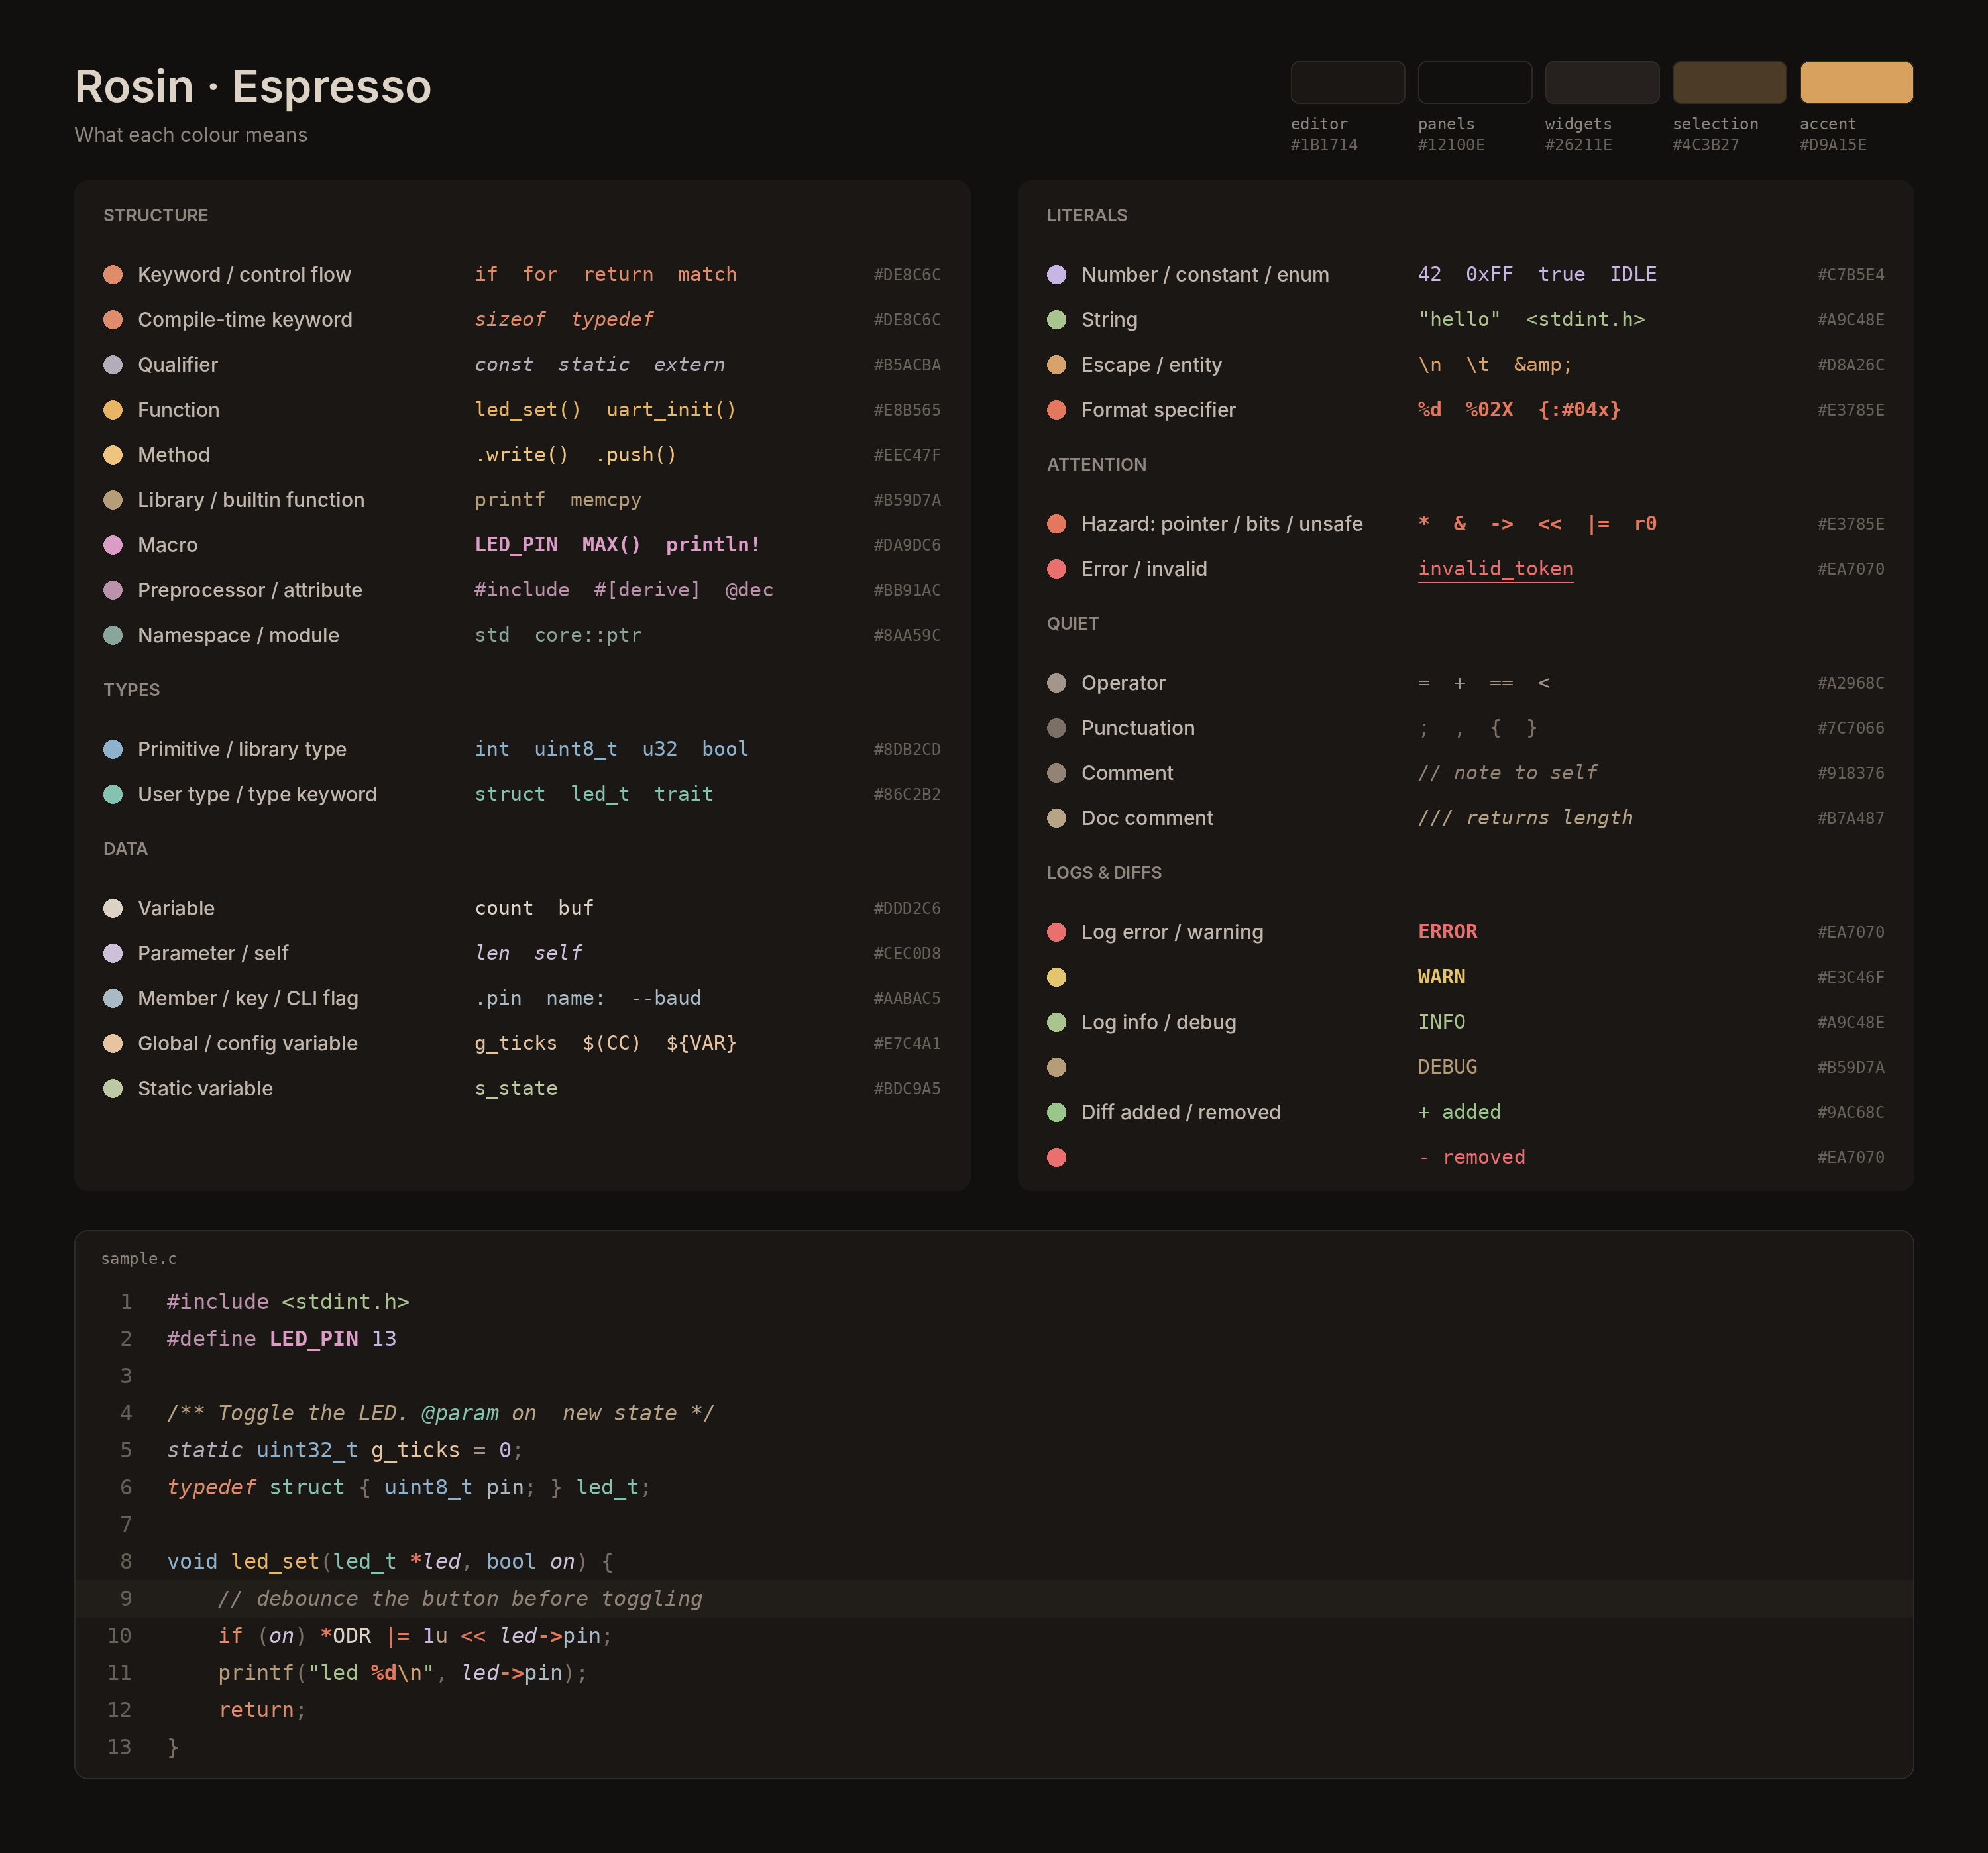 Rosin · Espresso
What each colour means
editor panels widgets selection accent
#1B1714 #12100E #26211E #4C3B27 #D9A15E
STRUCTURE
Keyword / control flow if for return match #DE8C6C
Compile-time keyword sizeof typedef #DE8C6C
Qualifier const static extern #B5ACBA
Function led_set() uart_init() #E8B565
Method .write() .push() #EEC47F
Library / builtin function printf memcpy #B59D7A
Macro LED_PIN MAX() println! #DA9DC6
Preprocessor / attribute #include #[derive] @dec #BB91AC
Namespace / module std core::ptr #8AA59C
TYPES
Primitive / library type int uint8_t u32 bool #8DB2CD
User type / type keyword struct led_t trait #86C2B2
DATA
Variable count buf #DDD2C6
Parameter / self len self #CEC0D8
Member / key / CLI flag .pin name: --baud #AABAC5
Global / config variable g_ticks $(CC) ${VAR} #E7C4A1
Static variable s_state #BDC9A5
LITERALS
Number / constant / enum 42 0xFF true IDLE #C7B5E4
String "hello" <stdint.h> #A9C48E
Escape / entity \n \t &amp; #D8A26C
Format specifier %d %02X {:#04x} #E3785E
ATTENTION
Hazard: pointer / bits / unsafe * & -> << |= r0 #E3785E
Error / invalid invalid_token #EA7070
QUIET
Operator = + == < #A2968C
Punctuation ; , { } #7C7066
Comment // note to self #918376
Doc comment /// returns length #B7A487
LOGS & DIFFS
Log error / warning ERROR #EA7070
WARN #E3C46F
Log info / debug INFO #A9C48E
DEBUG #B59D7A
Diff added / removed + added #9AC68C
- removed #EA7070
sample.c
1 #include <stdint.h>
2 #define LED_PIN 13
3
4 /** Toggle the LED. @param on  new state */
5 static uint32_t g_ticks = 0;
6 typedef struct { uint8_t pin; } led_t;
7
8 void led_set(led_t *led, bool on) {
9     // debounce the button before toggling
10     if (on) *ODR |= 1u << led->pin;
11     printf("led %d\n", led->pin);
12     return;
13 }